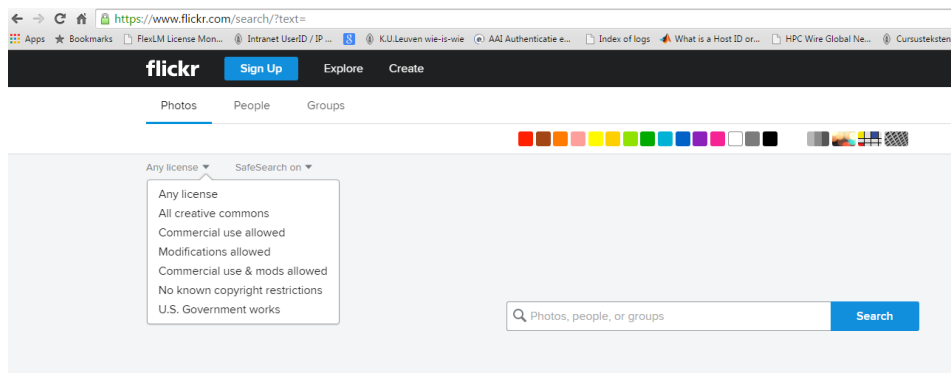 https://www.flickr.com/search/?text=
Apps Bookmarks FlexLM License Mon... Intranet UserID / IP ... K.U.Leuven wie-is-wie AAI Authenticatie e... Index of logs What is a Host ID or... HPC Wire Global Ne... Cursusteksten
flickr Sign Up Explore Create
Photos People Groups
Any license SafeSearch on
Any license
All creative commons
Commercial use allowed
Modifications allowed
Commercial use & mods allowed
No known copyright restrictions
U.S. Government works
Photos, people, or groups Search